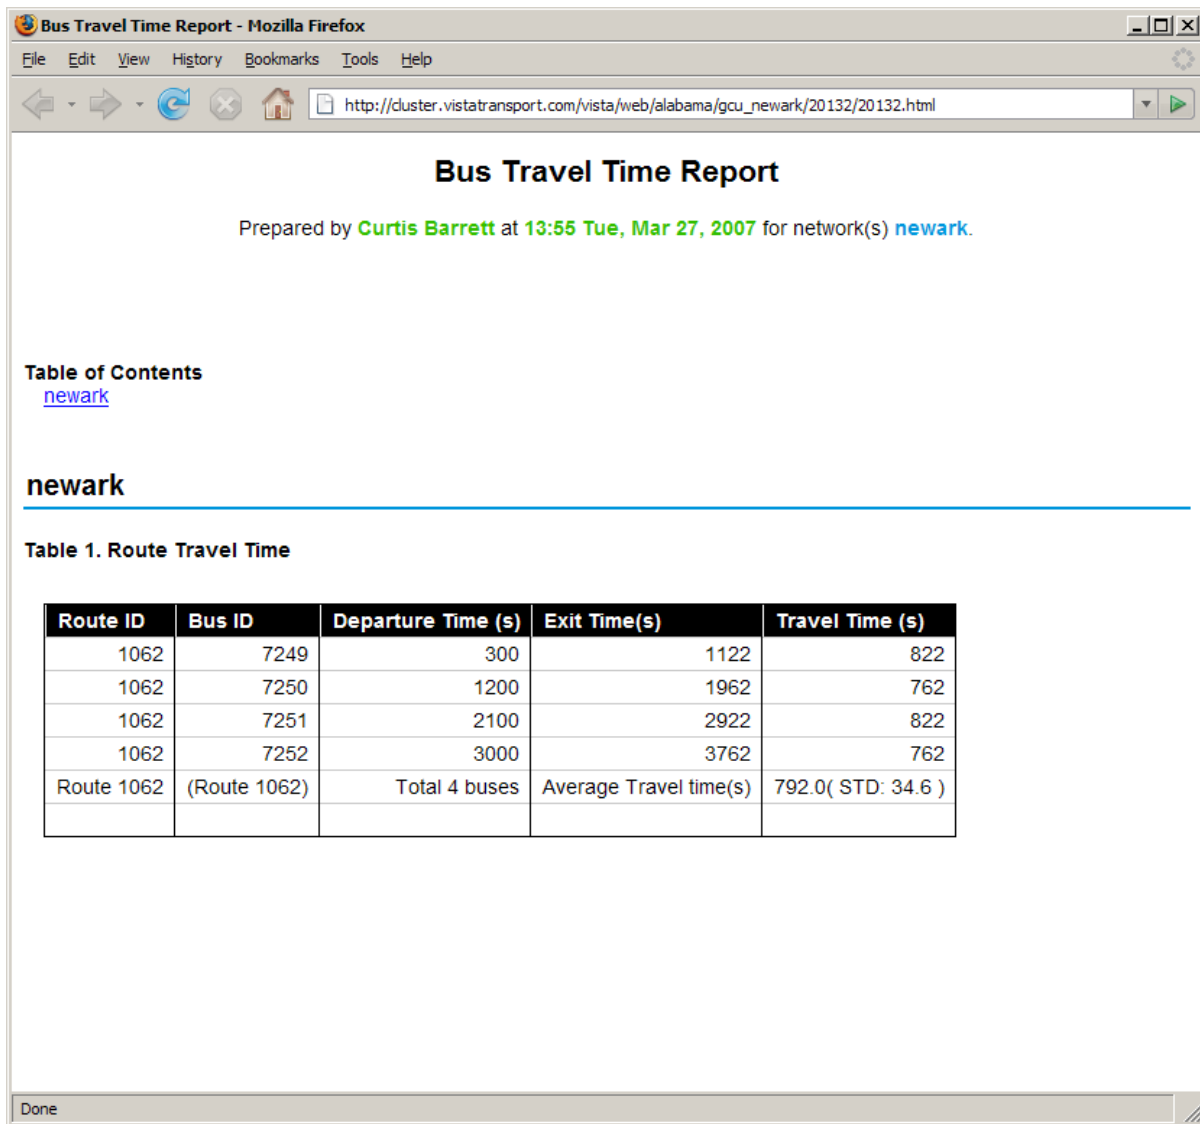 Bus Travel Time Report - Mozilla Firefox
File Edit View History Bookmarks Tools Help
http://cluster.vistatransport.com/vista/web/alabama/gcu_newark/20132/20132.html
Bus Travel Time Report
Prepared by Curtis Barrett at 13:55 Tue, Mar 27, 2007 for network(s) newark.
Table of Contents
newark
newark
Table 1. Route Travel Time
Route ID Bus ID Departure Time (s) Exit Time(s) Travel Time (s)
1062 7249 300 1122 822
1062 7250 1200 1962 762
1062 7251 2100 2922 822
1062 7252 3000 3762 762
Route 1062 (Route 1062) Total 4 buses Average Travel time(s) 792.0( STD: 34.6 )
Done